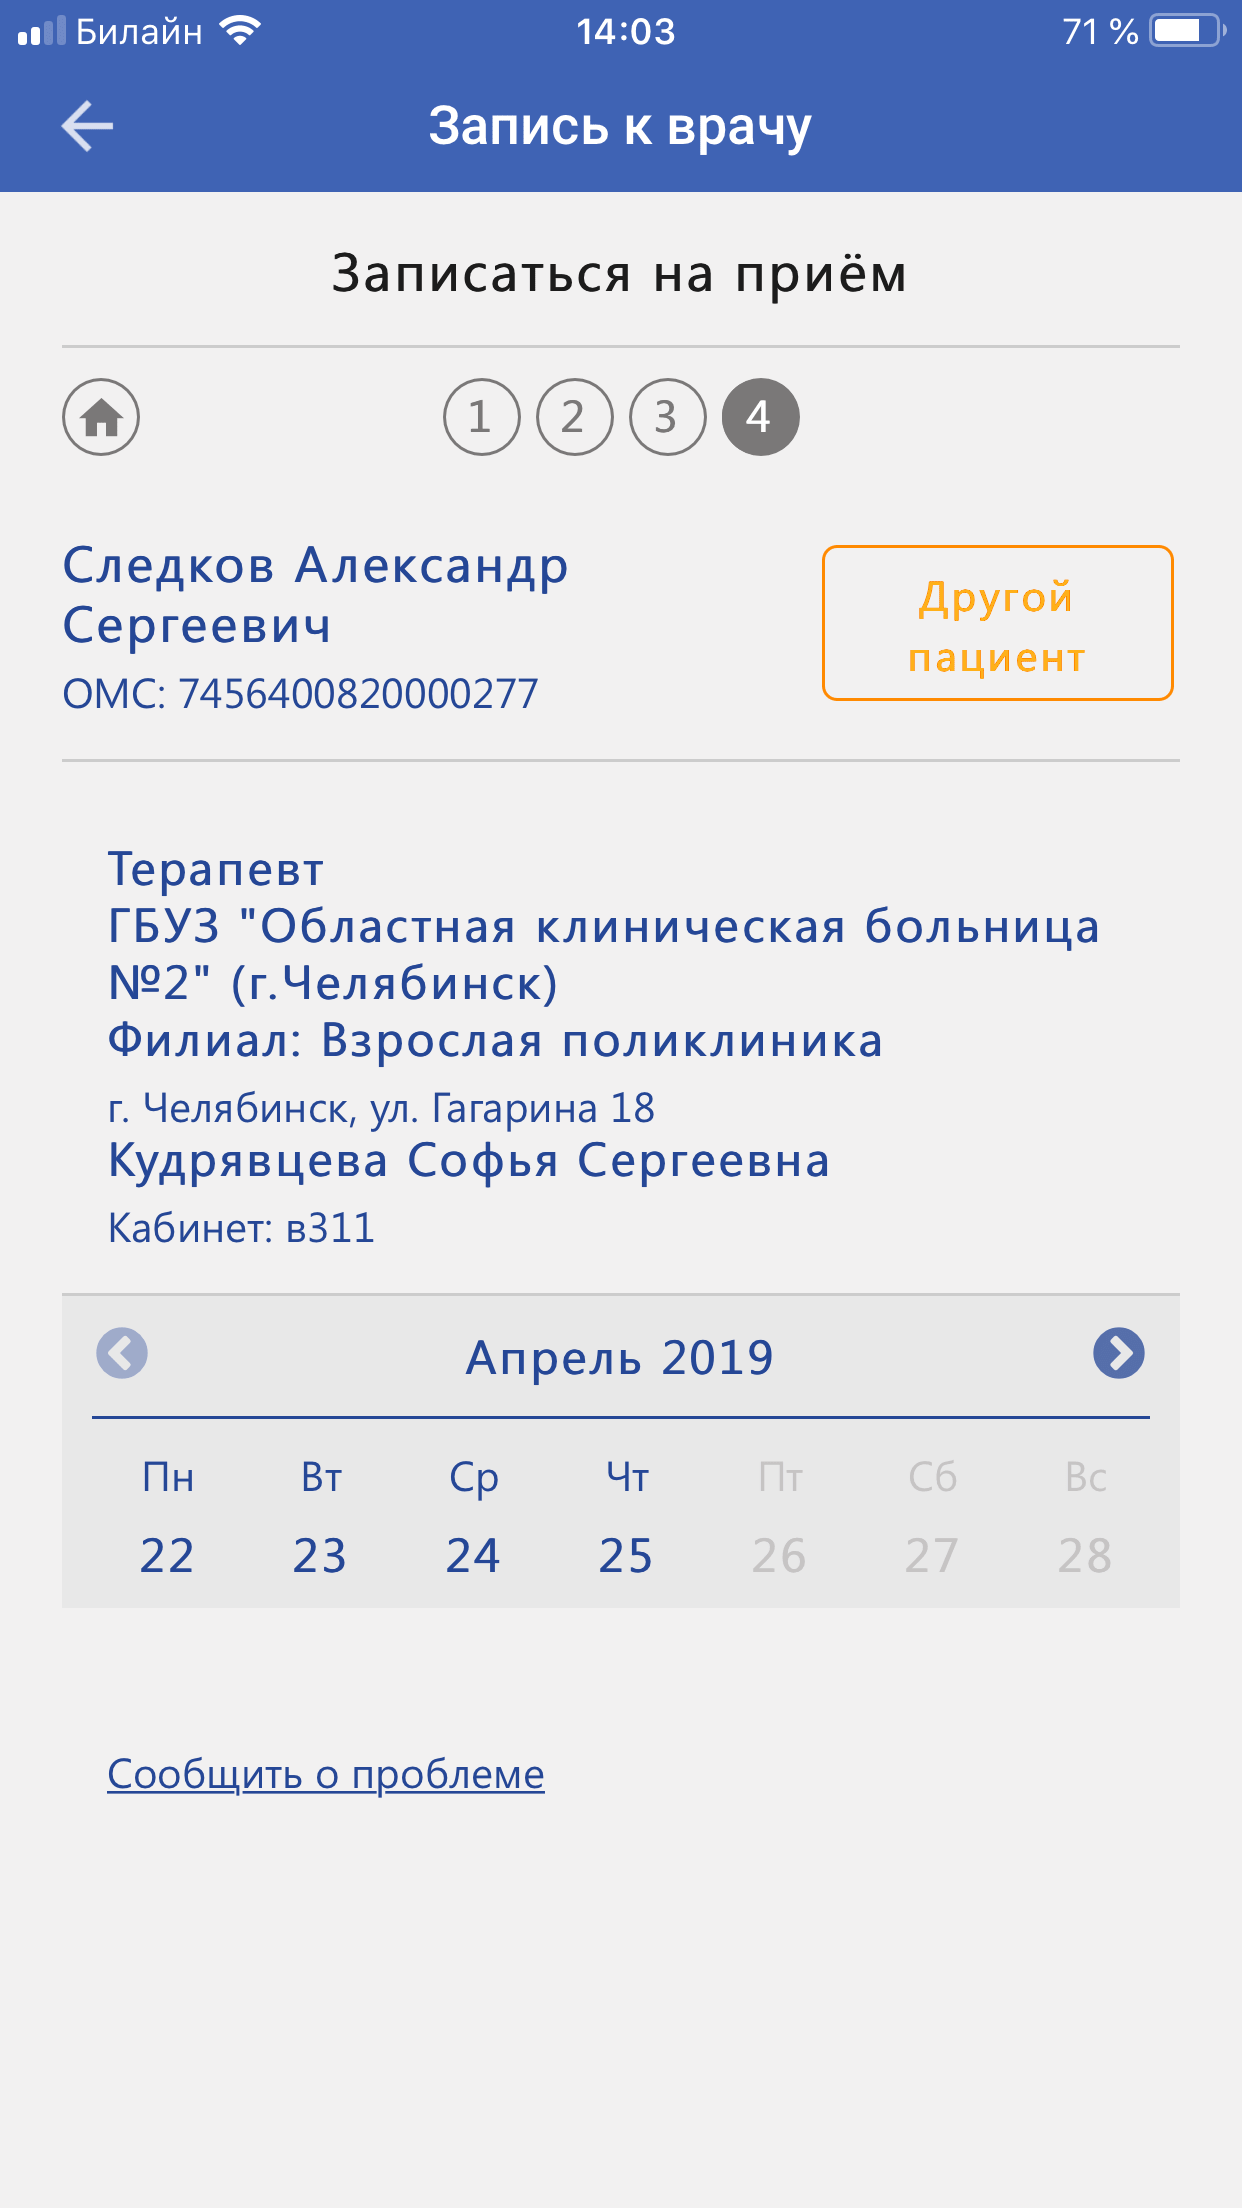 Билайн 14:03 71 %
Запись к врачу
Записаться на приём
1 2 3 4
Следков Александр
Сергеевич
ОМС: 7456400820000277
Другой
пациент
Терапевт
ГБУЗ "Областная клиническая больница
№2" (г.Челябинск)
Филиал: Взрослая поликлиника
г. Челябинск, ул. Гагарина 18
Кудрявцева Софья Сергеевна
Кабинет: в311
Апрель 2019
Пн Вт Ср Чт Пт Сб Вс
22 23 24 25 26 27 28
Сообщить о проблеме